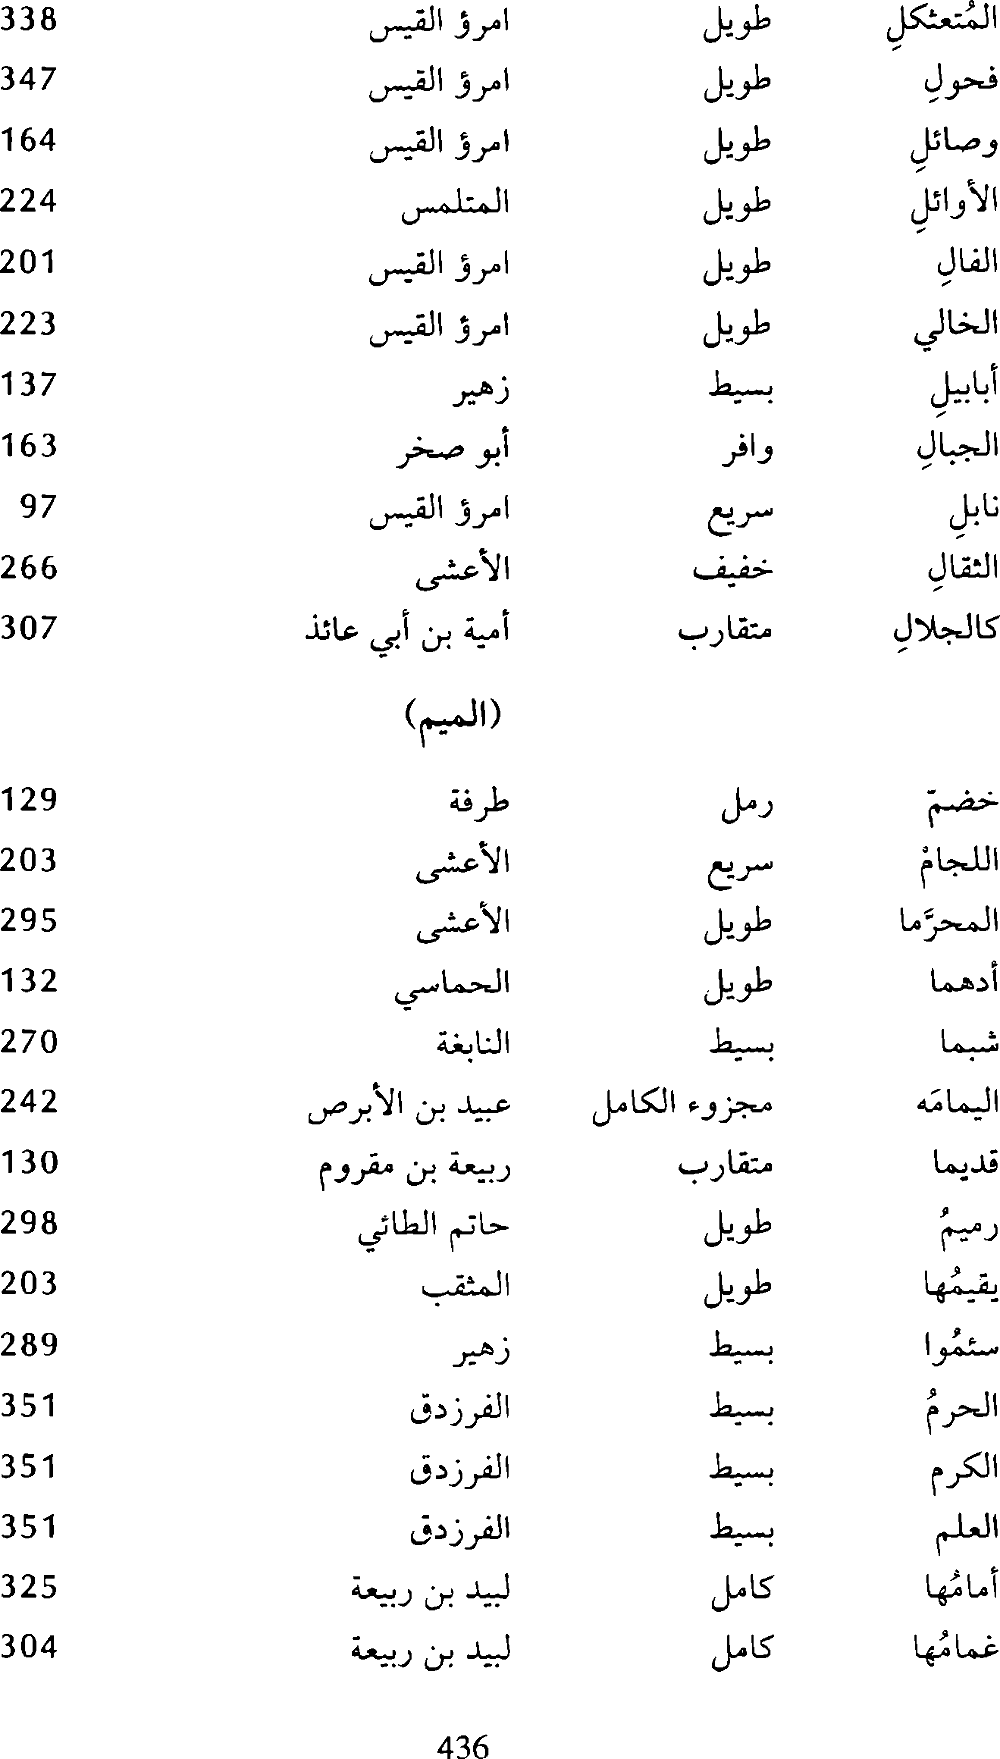 المُتعثكلِ طويل امرؤ القيس 338
فحولِ طويل امرؤ القيس 347
وصائلِ طويل امرؤ القيس 164
الأوائلِ طويل المتلمس 224
الفالِ طويل امرؤ القيس 201
الخالي طويل امرؤ القيس 223
أبابيلِ بسيط زهير 137
الجبالِ وافر أبو صخر 163
نابلِ سريع امرؤ القيس 97
الثقالِ خفيف الأعشى 266
كالجلالِ متقارب أمية بن أبي عائذ 307
(الميم)
خضمّ رمل طرفة 129
اللجامْ سريع الأعشى 203
المحرَّما طويل الأعشى 295
أدهما طويل الحماسي 132
شبما بسيط النابغة 270
اليمامَه مجزوء الكامل عبيد بن الأبرص 242
قديما متقارب ربيعة بن مقروم 130
رميمُ طويل حاتم الطائي 298
يقيمُها طويل المثقب 203
سئمُوا بسيط زهير 289
الحرمُ بسيط الفرزدق 351
الكرم بسيط الفرزدق 351
العلم بسيط الفرزدق 351
أمامُها كامل لبيد بن ربيعة 325
غمامُها كامل لبيد بن ربيعة 304
436